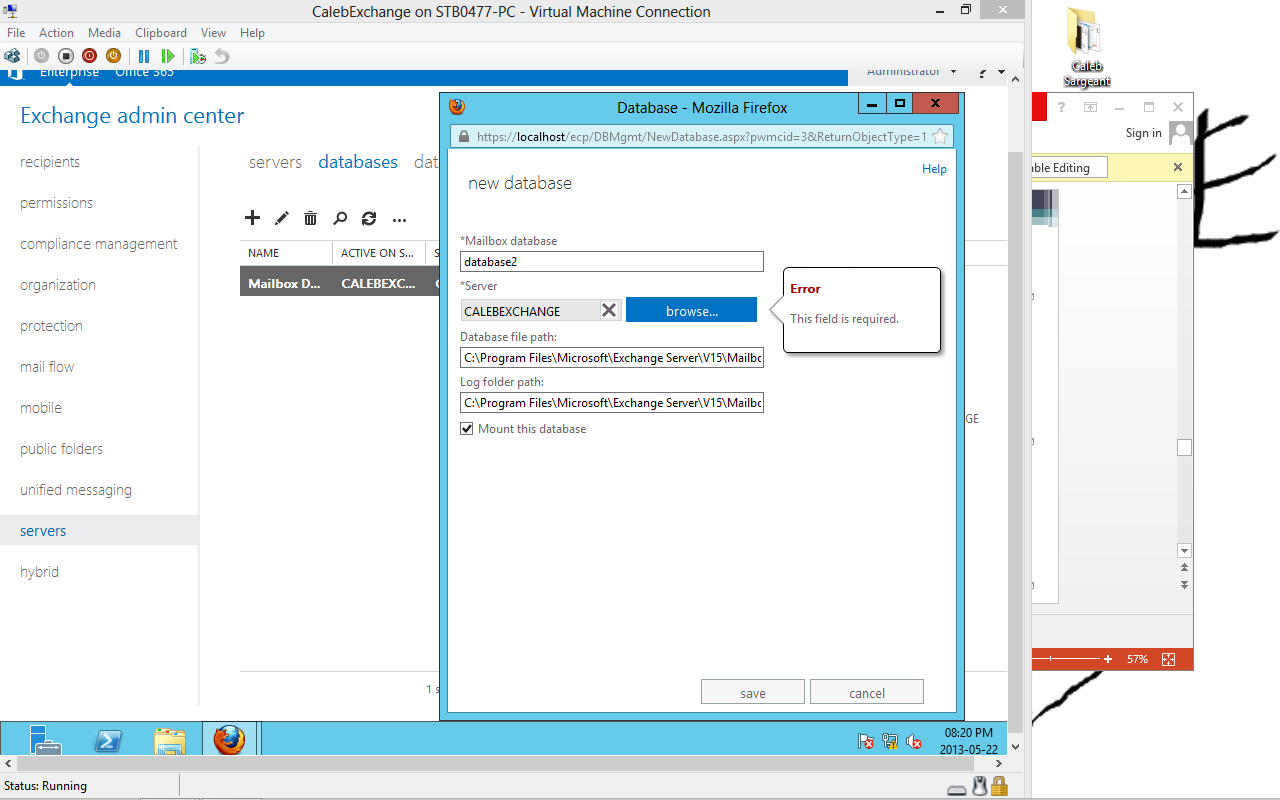 CalebExchange on STB0477-PC - Virtual Machine Connection
File Action Media Clipboard View Help
Enterprise Office 365
Administrator ?
Exchange admin center
recipients
permissions
compliance management
organization
protection
mail flow
mobile
public folders
unified messaging
servers
hybrid
servers databases dat
NAME ACTIVE ON S...
Mailbox D... CALEBEXC...
1 s
GE
Database - Mozilla Firefox
https://localhost/ecp/DBMgmt/NewDatabase.aspx?pwmcid=3&ReturnObjectType=1
Help
new database
*Mailbox database
database2
*Server
CALEBEXCHANGE
browse...
Error
This field is required.
Database file path:
C:\Program Files\Microsoft\Exchange Server\V15\Mailbo
Log folder path:
C:\Program Files\Microsoft\Exchange Server\V15\Mailbo
Mount this database
save cancel
08:20 PM
2013-05-22
Status: Running
Caleb
Sargeant
?
Sign in
ble Editing
57%
E